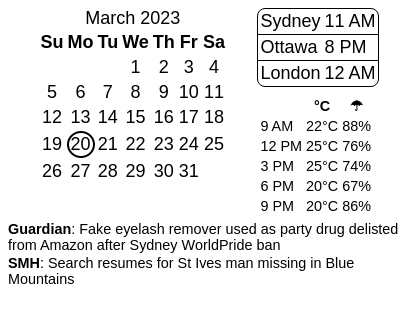 March 2023
Su Mo Tu We Th Fr Sa
1 2 3 4
5 6 7 8 9 10 11
12 13 14 15 16 17 18
19 20 21 22 23 24 25
26 27 28 29 30 31
Sydney 11 AM
Ottawa 8 PM
London 12 AM
°C ☂
9 AM 22°C 88%
12 PM 25°C 76%
3 PM 25°C 74%
6 PM 20°C 67%
9 PM 20°C 86%
Guardian: Fake eyelash remover used as party drug delisted
from Amazon after Sydney WorldPride ban
SMH: Search resumes for St Ives man missing in Blue
Mountains